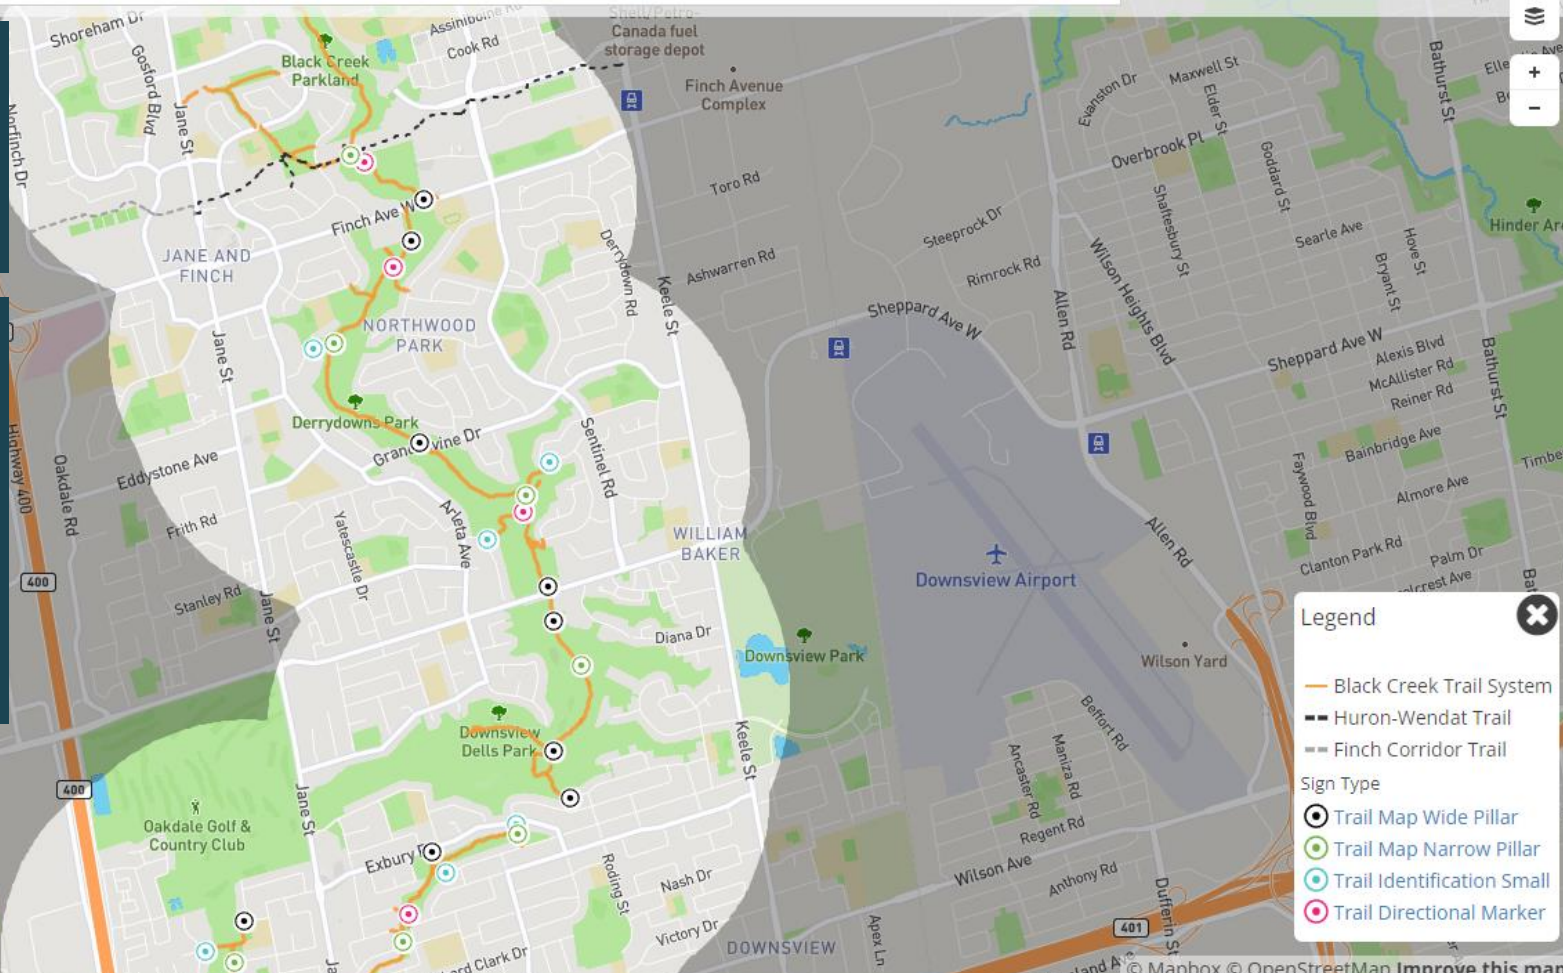 Shoreham Dr
Gosford Blvd
Jane St
Norfinch Dr
Black Creek
Parkland
Assiniboine Rd
Cook Rd
Shell/Petro-
Canada fuel
storage depot
Finch Avenue
Complex
Toro Rd
Evanston Dr
Maxwell St
Elder St
Overbrook Pl
Goddard St
Shaftesbury St
Bathurst St
Hinder
Searle Ave
Hove St
Bryant St
Finch Ave W
JANE AND
FINCH
Derrydown Rd
Keele St
Ashwarren Rd
Steeprock Dr
Rimrock Rd
Wilson Heights Blvd
Allen Rd
Sheppard Ave W
Sheppard Ave W
Alexis Blvd
McAllister Rd
Reiner Rd
Bathurst St
NORTHWOOD
PARK
Jane St
Derrydowns Park
Eddystone Ave
Sentinel Rd
Highway 400
Oakdale Rd
Frith Rd
Yatescastle Dr
Arleta Ave
Bainbridge Ave
Faywood Blvd
Almore Ave
WILLIAM
BAKER
Allen Rd
Clanton Park Rd
Palm Dr
Downsview Airport
400
Stanley Rd
Jane St
Diana Dr
Downsview Park
Wilson Yard
Downsview
Dells Park
Keele St
Beffort Rd
Maniza Rd
Ancaster Rd
Regent Rd
400
Jane St
Oakdale Golf &
Country Club
Exbury
Roding St
Nash Dr
Victory Dr
Wilson Ave
Anthony Rd
Dufferin St
Apex Ln
DOWNSVIEW
401
Legend
Black Creek Trail System
Huron-Wendat Trail
Finch Corridor Trail
Sign Type
Trail Map Wide Pillar
Trail Map Narrow Pillar
Trail Identification Small
Trail Directional Marker
© Mapbox © OpenStreetMap Improve this map